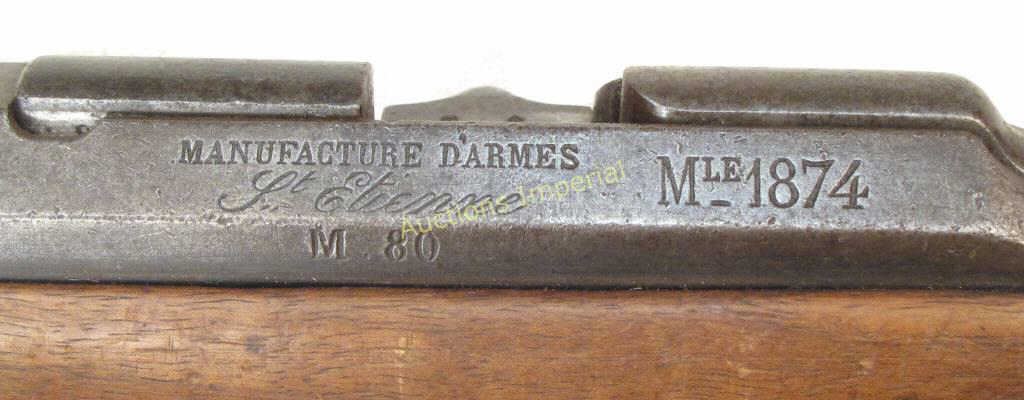 MANUFACTURE D'ARMES
St. Etienne
MLE 1874
M. 80
Auctions Imperial